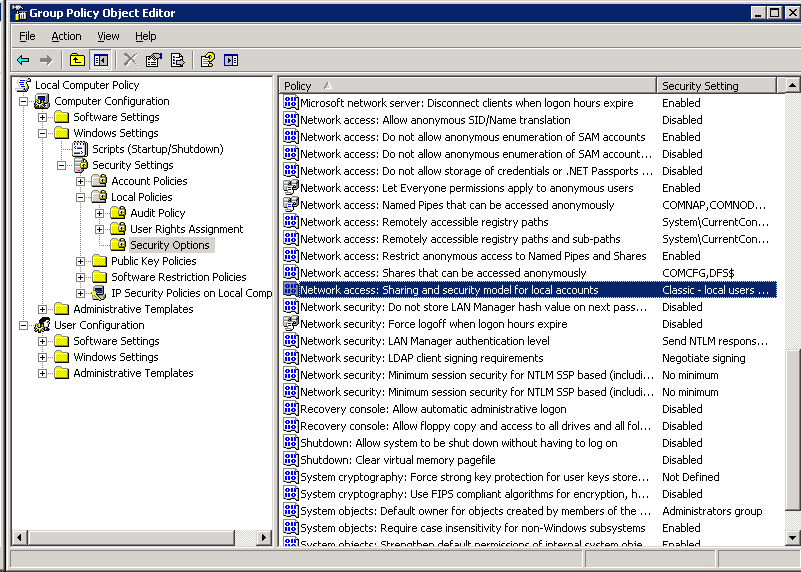 Group Policy Object Editor
File Action View Help
Local Computer Policy
Computer Configuration
Software Settings
Windows Settings
Scripts (Startup/Shutdown)
Security Settings
Account Policies
Local Policies
Audit Policy
User Rights Assignment
Security Options
Public Key Policies
Software Restriction Policies
IP Security Policies on Local Comp
Administrative Templates
User Configuration
Software Settings
Windows Settings
Administrative Templates
Policy Security Setting
Microsoft network server: Disconnect clients when logon hours expire Enabled
Network access: Allow anonymous SID/Name translation Disabled
Network access: Do not allow anonymous enumeration of SAM accounts Enabled
Network access: Do not allow anonymous enumeration of SAM account... Disabled
Network access: Do not allow storage of credentials or .NET Passports ... Disabled
Network access: Let Everyone permissions apply to anonymous users Enabled
Network access: Named Pipes that can be accessed anonymously COMNAP,COMNOD...
Network access: Remotely accessible registry paths System\CurrentCon...
Network access: Remotely accessible registry paths and sub-paths System\CurrentCon...
Network access: Restrict anonymous access to Named Pipes and Shares Enabled
Network access: Shares that can be accessed anonymously COMCFG,DFS$
Network access: Sharing and security model for local accounts Classic - local users ...
Network security: Do not store LAN Manager hash value on next pass... Disabled
Network security: Force logoff when logon hours expire Disabled
Network security: LAN Manager authentication level Send NTLM respons...
Network security: LDAP client signing requirements Negotiate signing
Network security: Minimum session security for NTLM SSP based (includi... No minimum
Network security: Minimum session security for NTLM SSP based (includi... No minimum
Recovery console: Allow automatic administrative logon Disabled
Recovery console: Allow floppy copy and access to all drives and all fol... Disabled
Shutdown: Allow system to be shut down without having to log on Disabled
Shutdown: Clear virtual memory pagefile Disabled
System cryptography: Force strong key protection for user keys store... Not Defined
System cryptography: Use FIPS compliant algorithms for encryption, h... Disabled
System objects: Default owner for objects created by members of the ... Administrators group
System objects: Require case insensitivity for non-Windows subsystems Enabled
System objects: Strengthen default permissions of internal system obje... Enabled